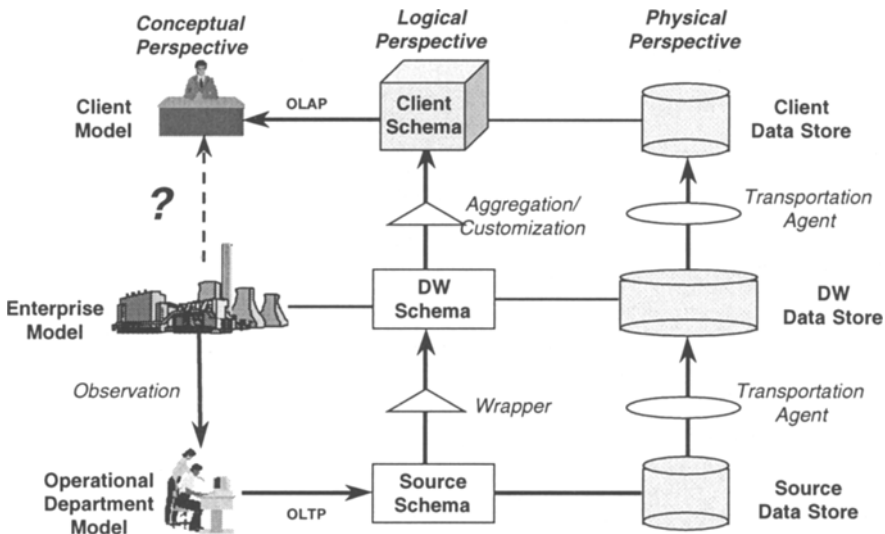 Conceptual
Perspective
Logical
Perspective
Physical
Perspective
Client
Model
OLAP
Client
Schema
Client
Data Store
?
Aggregation/
Customization
Transportation
Agent
Enterprise
Model
DW
Schema
DW
Data Store
Observation
Wrapper
Transportation
Agent
Operational
Department
Model
OLTP
Source
Schema
Source
Data Store